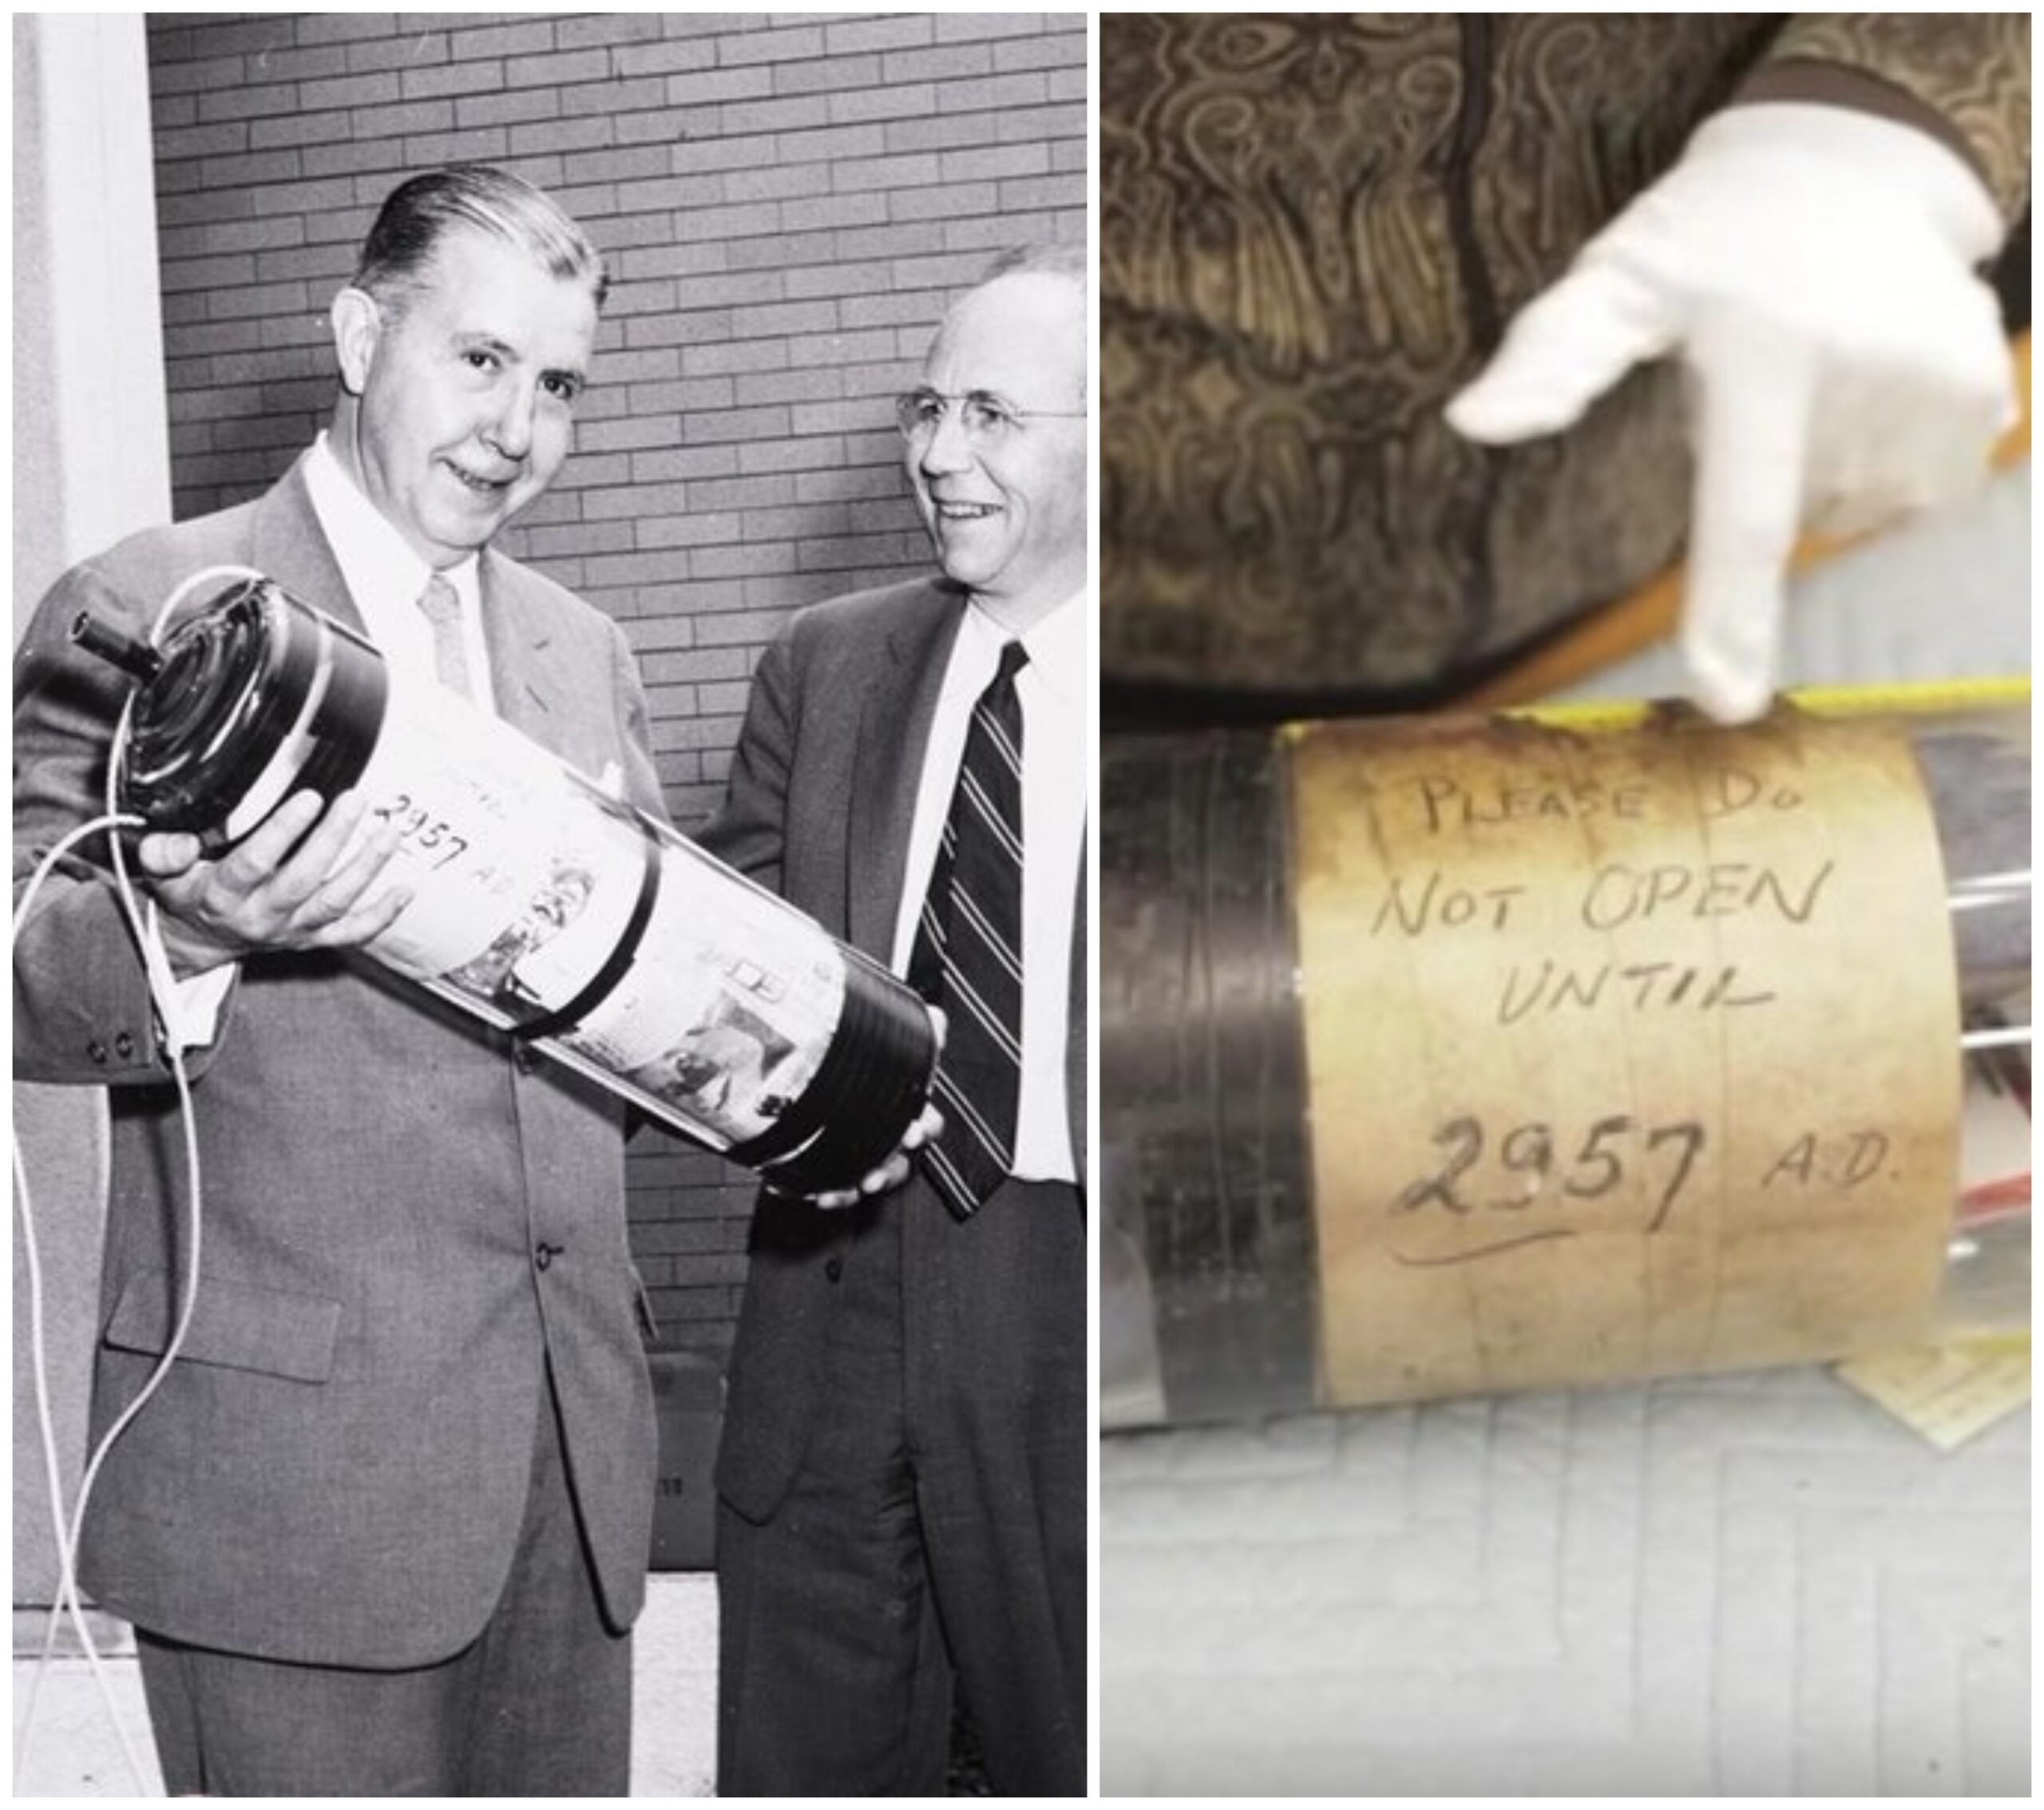 2957 A.D.
PLEASE DO
NOT OPEN
UNTIL
2957 A.D.